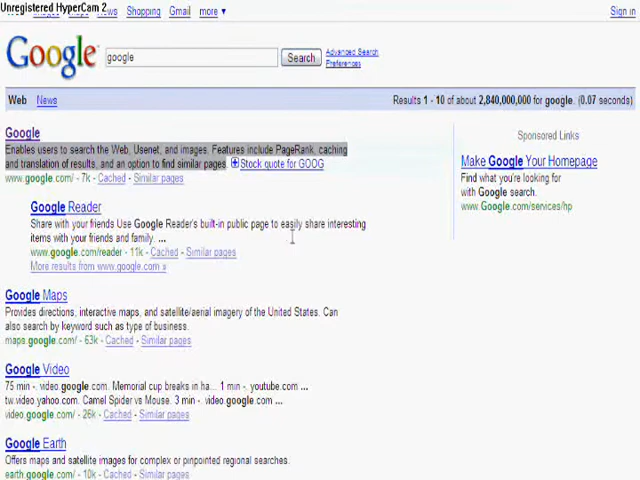 Unregistered HyperCam 2
News Shopping Gmail more ▼ Sign in
Google google Search Advanced Search
Preferences
Web News Results 1 - 10 of about 2,840,000,000 for google. (0.07 seconds)
Google
Enables users to search the Web, Usenet, and images. Features include PageRank, caching
and translation of results, and an option to find similar pages. Stock quote for GOOG
www.google.com/ - 7k - Cached - Similar pages
Google Reader
Share with your friends Use Google Reader's built-in public page to easily share interesting
items with your friends and family. ...
www.google.com/reader - 11k - Cached - Similar pages
More results from www.google.com »
Google Maps
Provides directions, interactive maps, and satellite/aerial imagery of the United States. Can
also search by keyword such as type of business.
maps.google.com/ - 63k - Cached - Similar pages
Google Video
75 min -. video.google.com. Memorial cup breaks in ha... 1 min -. youtube.com ...
tw.video.yahoo.com. Camel Spider vs Mouse. 3 min -. video.google.com ...
video.google.com/ - 26k - Cached - Similar pages
Google Earth
Offers maps and satellite images for complex or pinpointed regional searches.
earth.google.com/ - 10k - Cached - Similar pages
Sponsored Links
Make Google Your Homepage
Find what you're looking for
with Google search.
www.Google.com/services/hp